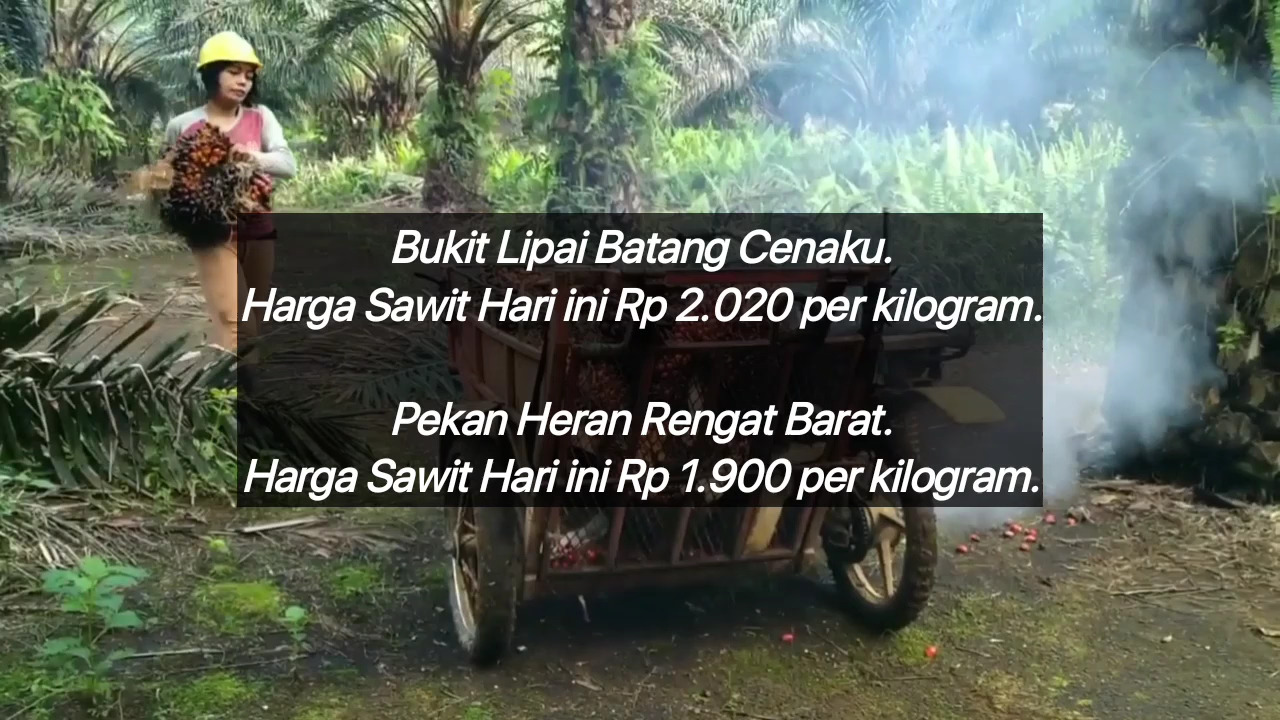 Bukit Lipai Batang Cenaku.
Harga Sawit Hari ini Rp 2.020 per kilogram.
Pekan Heran Rengat Barat.
Harga Sawit Hari ini Rp 1.900 per kilogram.